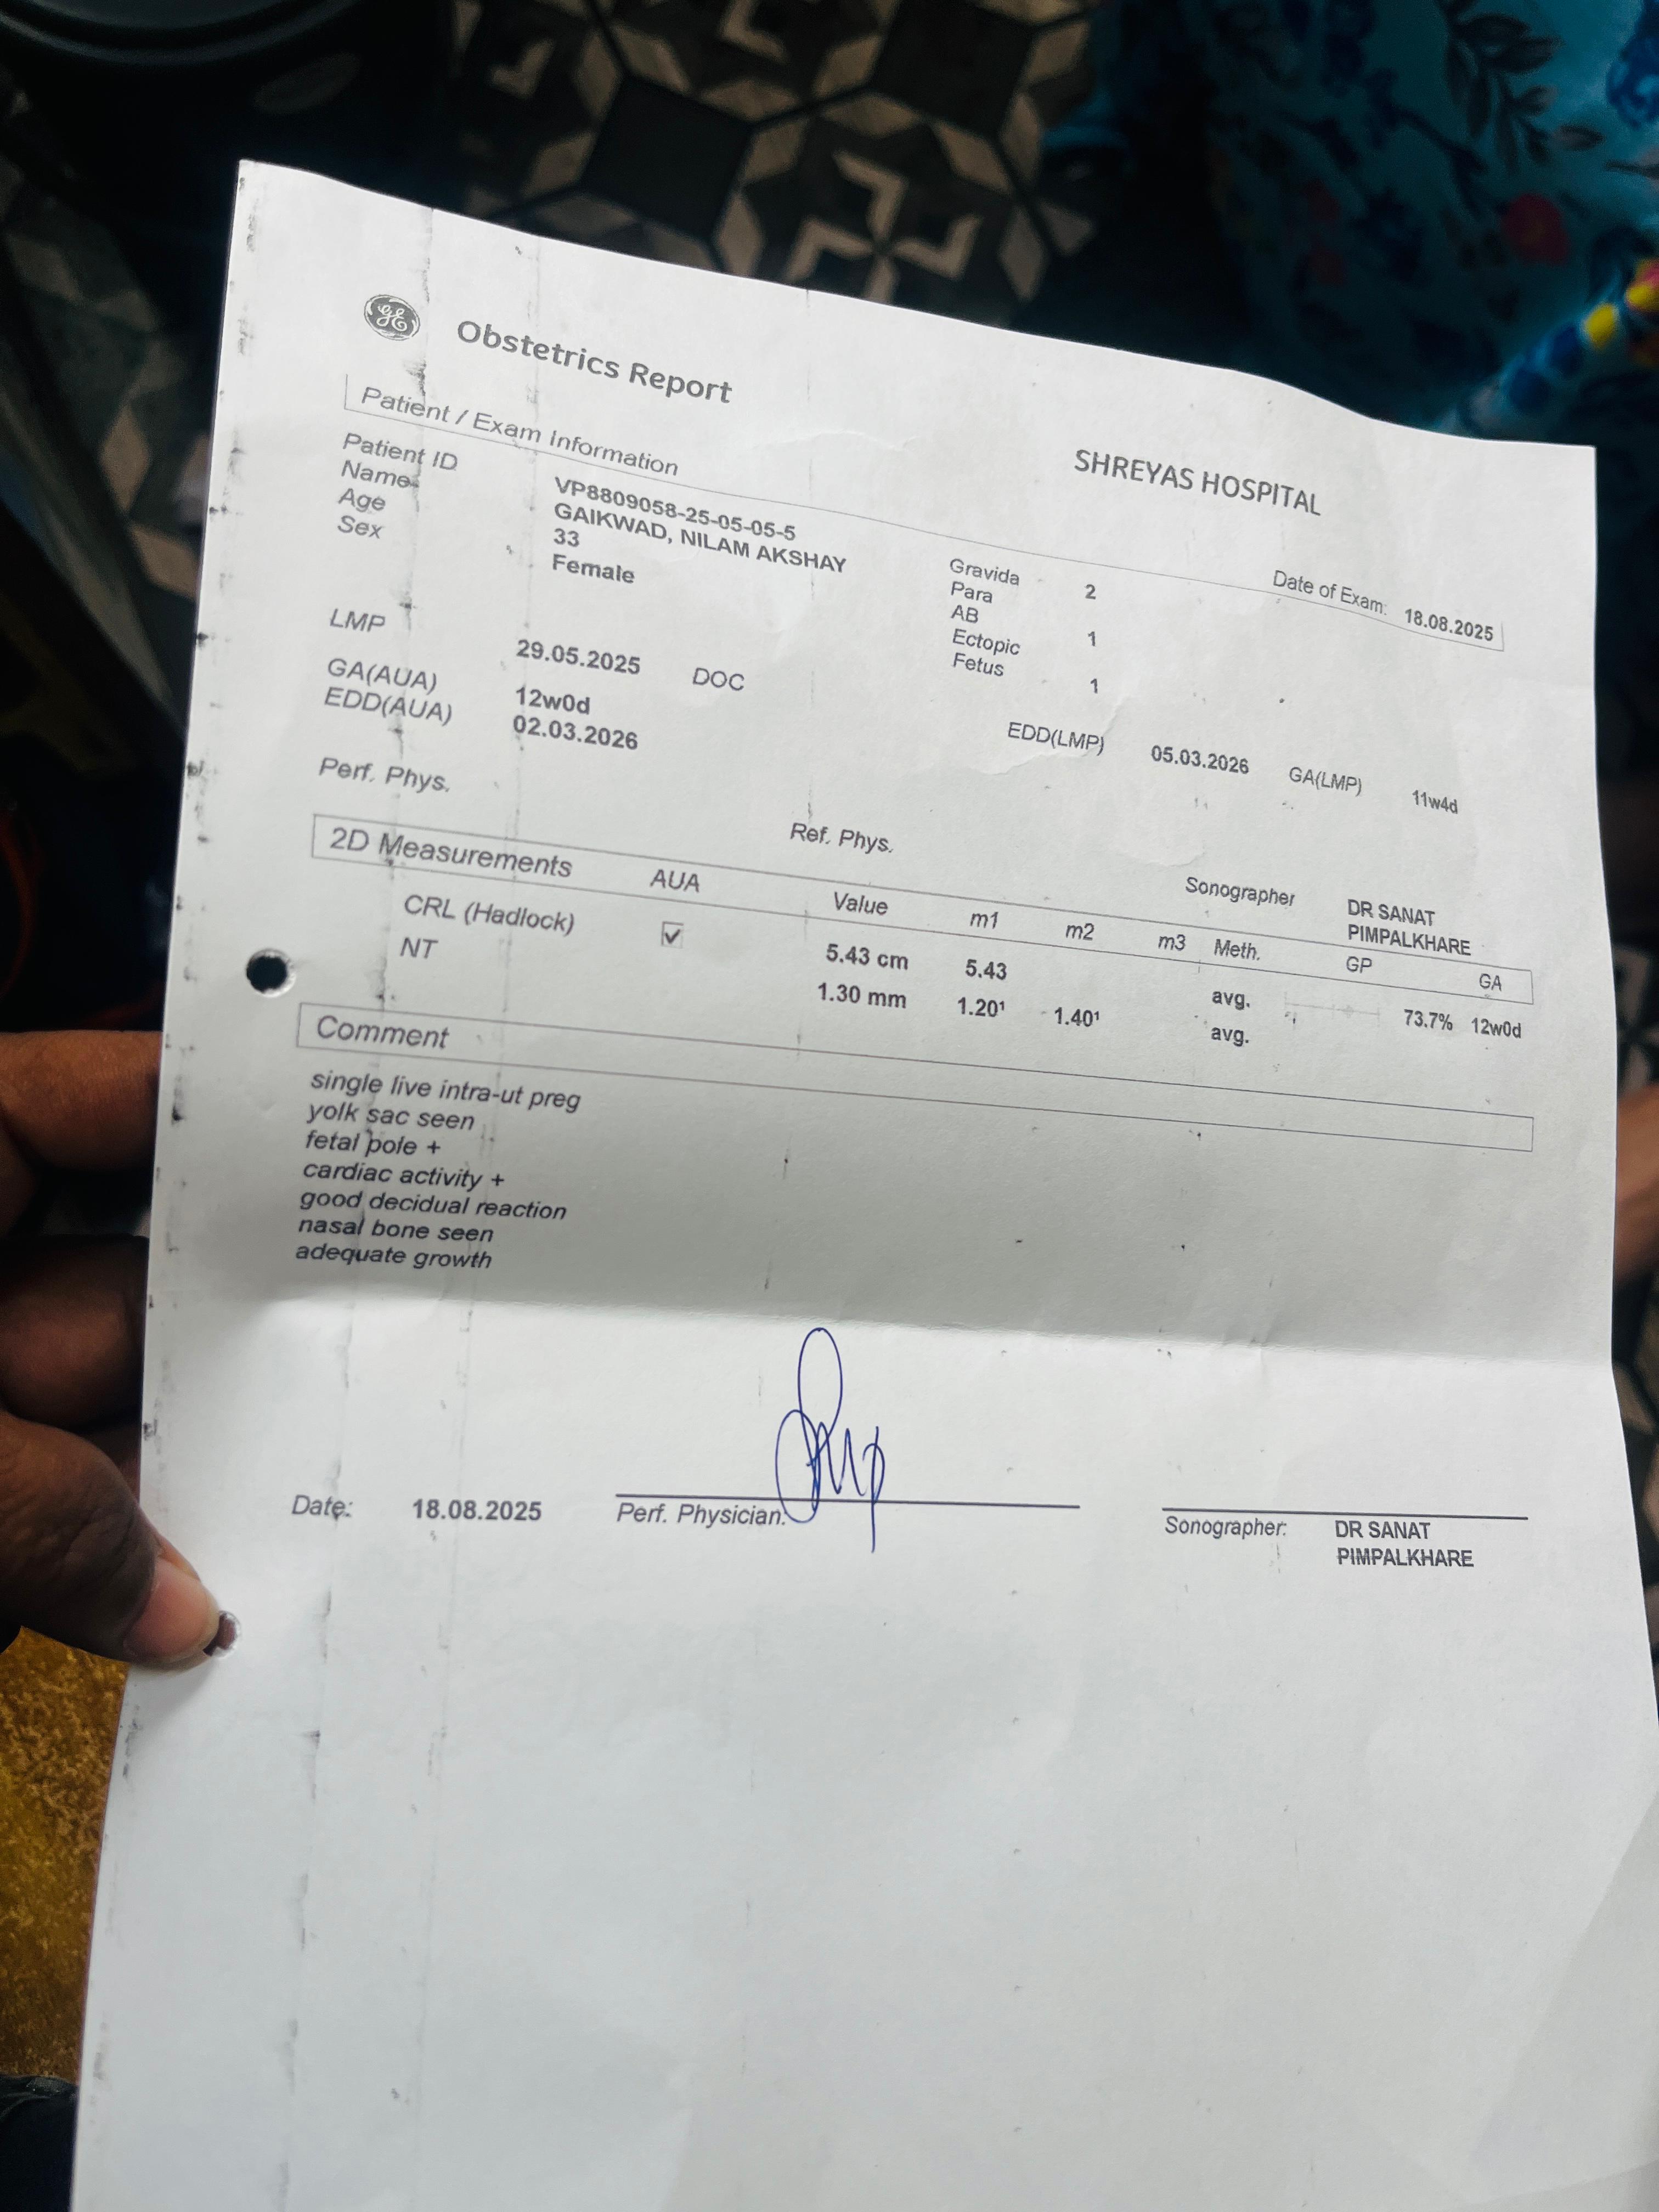 GE
Obstetrics Report
SHREYAS HOSPITAL
Patient / Exam Information
Date of Exam: 18.08.2025
Patient ID VP8809058-25-05-05-5
Name GAIKWAD, NILAM AKSHAY
Age 33
Sex Female
Gravida 2
Para
AB 1
Ectopic
Fetus 1
LMP 29.05.2025 DOC
GA(AUA) 12w0d
EDD(AUA) 02.03.2026
EDD(LMP) 05.03.2026 GA(LMP) 11w4d
Perf. Phys. Ref. Phys. Sonographer DR SANAT
PIMPALKHARE
2D Measurements AUA Value m1 m2 m3 Meth. GP GA
CRL (Hadlock) ✓ 5.43 cm 5.43 avg. 73.7% 12w0d
NT 1.30 mm 1.20¹ 1.40¹ avg.
Comment
single live intra-ut preg
yolk sac seen
fetal pole +
cardiac activity +
good decidual reaction
nasal bone seen
adequate growth
Date: 18.08.2025 Perf. Physician: Sonographer: DR SANAT
PIMPALKHARE